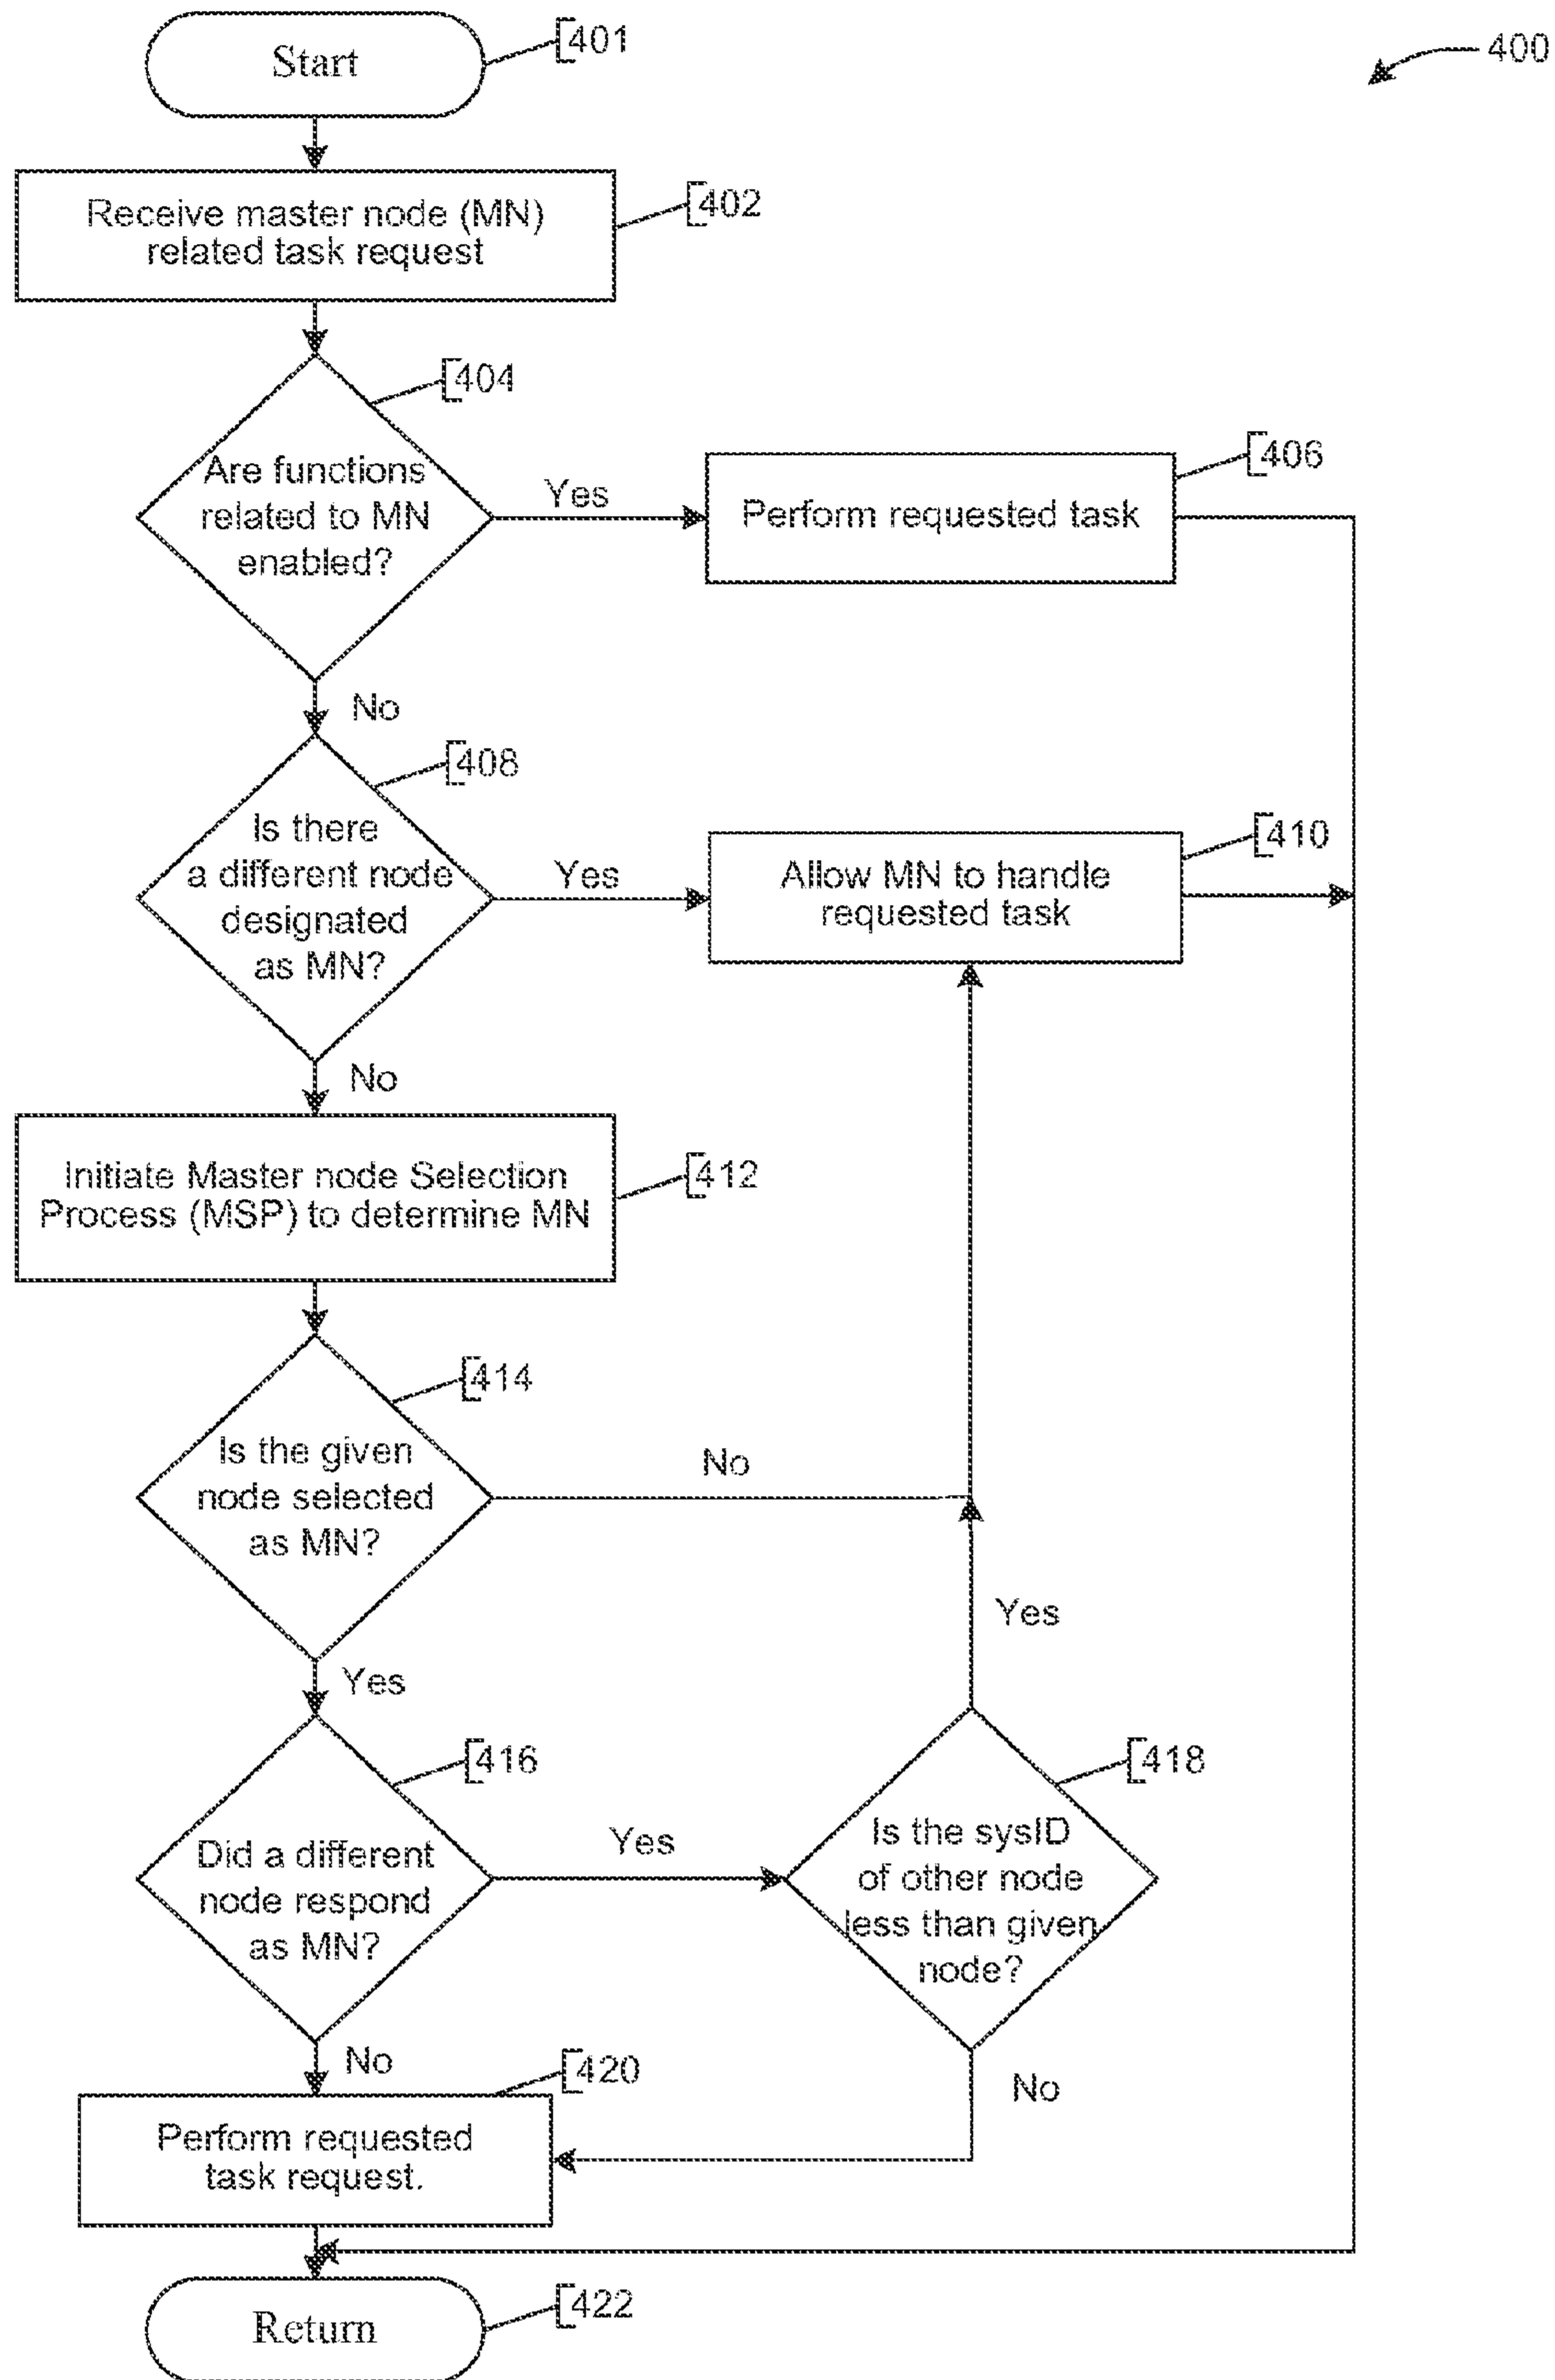 400
Start
401
Receive master node (MN)
related task request
402
404
Are functions
related to MN
enabled?
Yes
Perform requested task
406
No
408
Is there
a different node
designated
as MN?
Yes
Allow MN to handle
requested task
410
No
Initiate Master node Selection
Process (MSP) to determine MN
412
414
Is the given
node selected
as MN?
No
Yes
Yes
416
Did a different
node respond
as MN?
Yes
418
Is the sysID
of other node
less than given
node?
No
No
420
Perform requested
task request.
Return
422